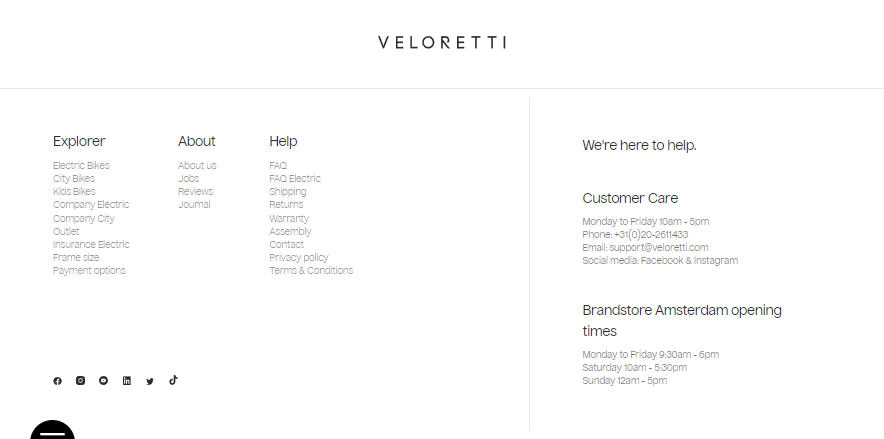 VELORETTI
Explorer
Electric Bikes
City Bikes
Kids Bikes
Company Electric
Company City
Outlet
Insurance Electric
Frame size
Payment options
About
About us
Jobs
Reviews
Journal
Help
FAQ
FAQ Electric
Shipping
Returns
Warranty
Assembly
Contact
Privacy policy
Terms & Conditions
We're here to help.
Customer Care
Monday to Friday 10am - 5pm
Phone: +31(0)20-2611433
Email: support@veloretti.com
Social media: Facebook & Instagram
Brandstore Amsterdam opening
times
Monday to Friday 9:30am - 6pm
Saturday 10am - 5:30pm
Sunday 12am - 5pm